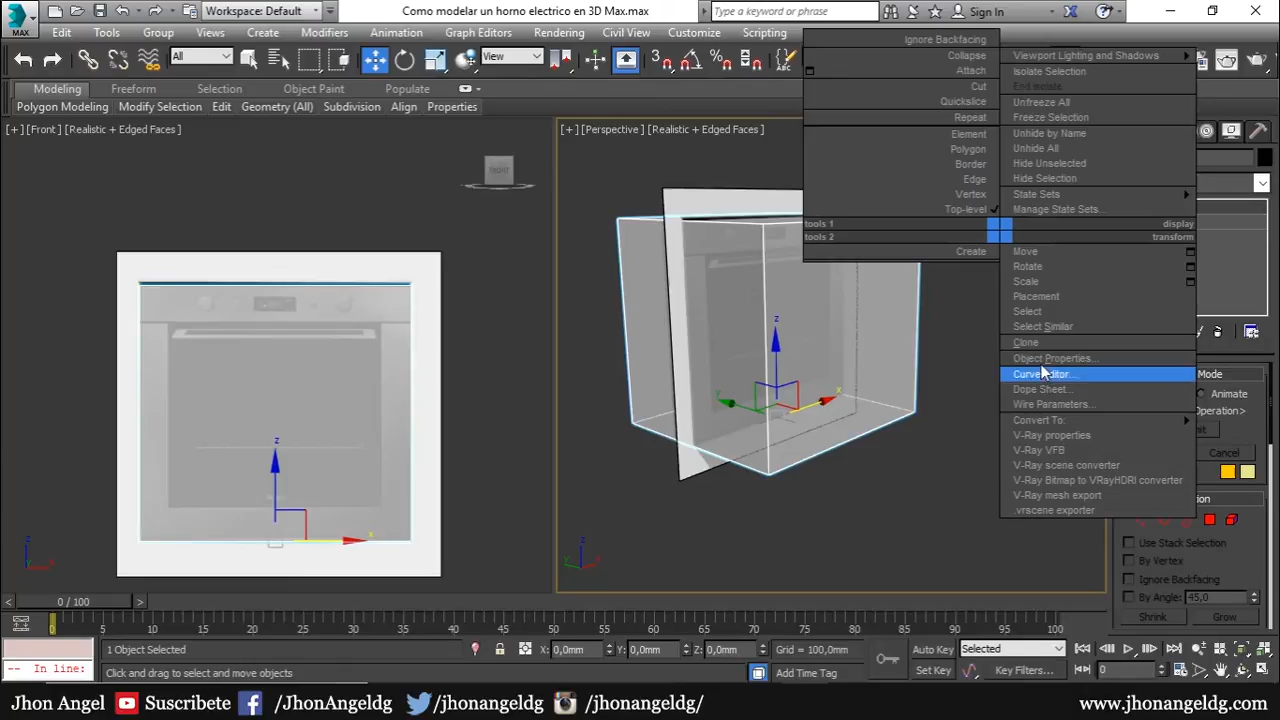 MAX
Workspace: Default
Como modelar un horno electrico en 3D Max.max
Type a keyword or phrase
Sign In
Edit Tools Group Views Create Modifiers Animation Graph Editors Rendering Civil View Customize Scripting
All
View
3
Modeling Freeform Selection Object Paint Populate
Polygon Modeling Modify Selection Edit Geometry (All) Subdivision Align Properties
[+] [Front] [Realistic + Edged Faces]
[+] [Perspective] [Realistic + Edged Faces]
FRONT
Ignore Backfacing
Collapse
Attach
Cut
Quickslice
Repeat
Element
Polygon
Border
Edge
Vertex
Top-level
tools 1
tools 2
Create
Viewport Lighting and Shadows
Isolate Selection
End Isolate
Unfreeze All
Freeze Selection
Unhide by Name
Unhide All
Hide Unselected
Hide Selection
State Sets
Manage State Sets...
display
transform
Move
Rotate
Scale
Placement
Select
Select Similar
Clone
Object Properties...
Dope Sheet...
Wire Parameters...
Convert To:
V-Ray properties
V-Ray VFB
V-Ray scene converter
V-Ray Bitmap to VRayHDRI converter
V-Ray mesh export
.vrscene exporter
Mode
Animate
Operation>
Cancel
Use Stack Selection
By Vertex
Ignore Backfacing
By Angle: 45,0
Shrink Grow
z
x
z
x
z
y
x
z
0 / 100
0 5 10 15 20 25 30 35 40 45 50 55 60 65 70 75 80 85 90 95 100
1 Object Selected
X: 0,0mm Y: 0,0mm Z: 0,0mm Grid = 100,0mm
Auto Key Selected
-- In line:
Click and drag to select and move objects
Add Time Tag
Set Key Key Filters...
0
Jhon Angel Suscribete /JhonAngeldg /jhonangeldg /jhonangeldg/ www.jhonangeldg.com